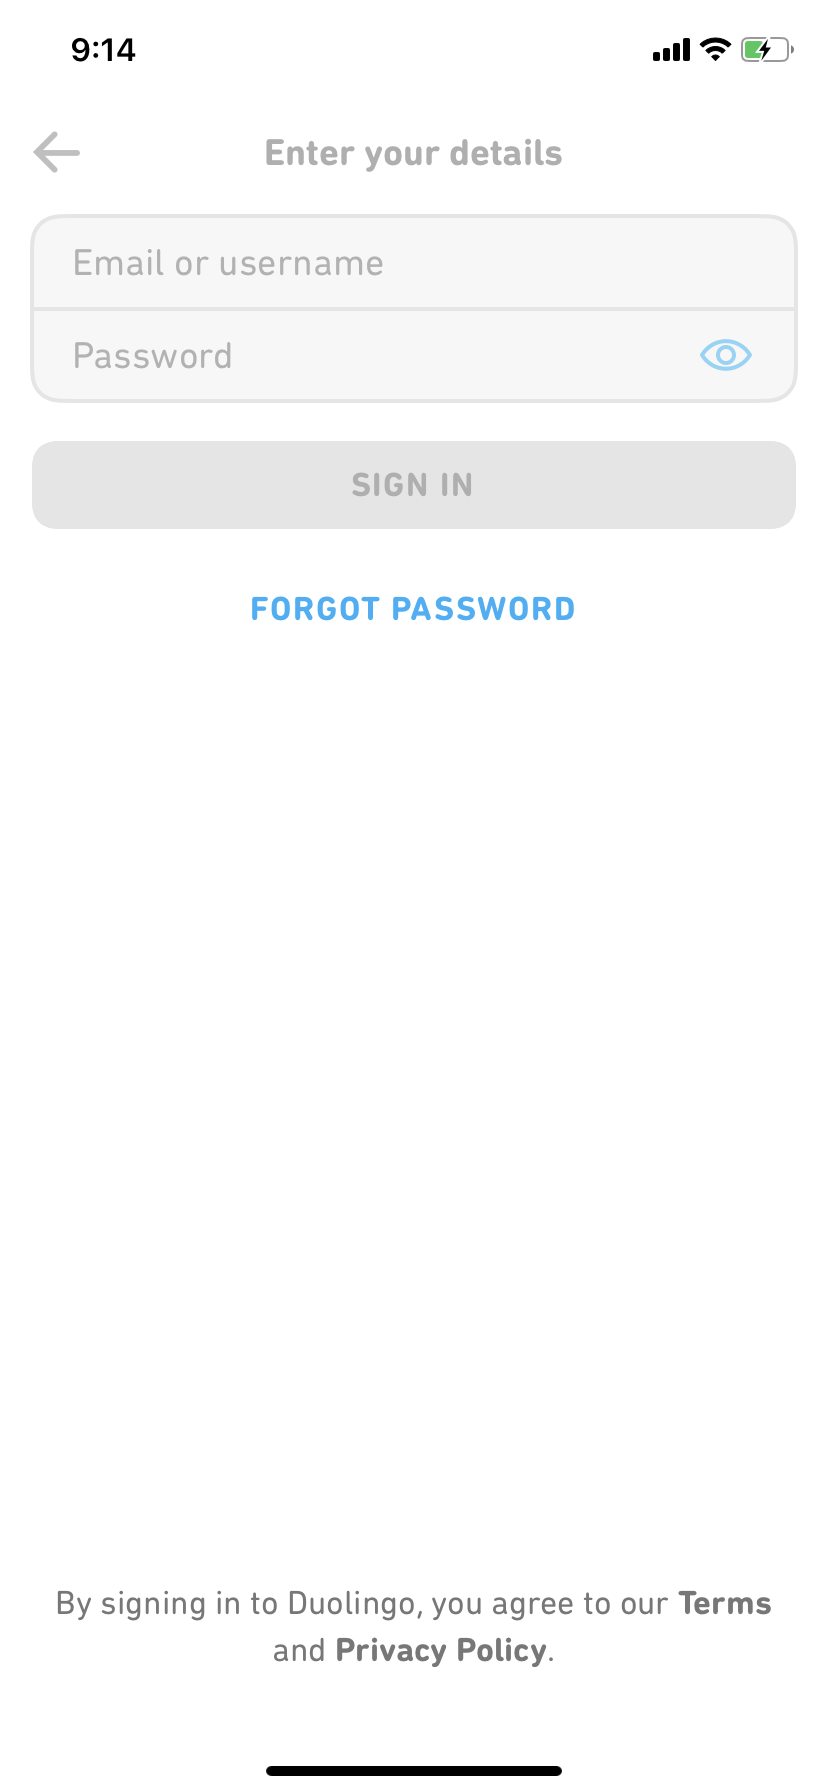 9:14
Enter your details
Email or username
Password
SIGN IN
FORGOT PASSWORD
By signing in to Duolingo, you agree to our Terms
and Privacy Policy.